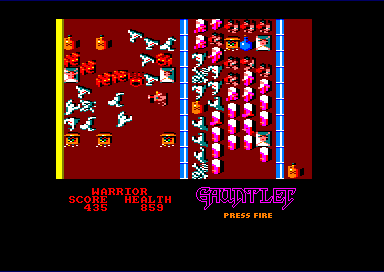 WARRIOR
SCORE HEALTH
435 859
GAUNTLET
PRESS FIRE